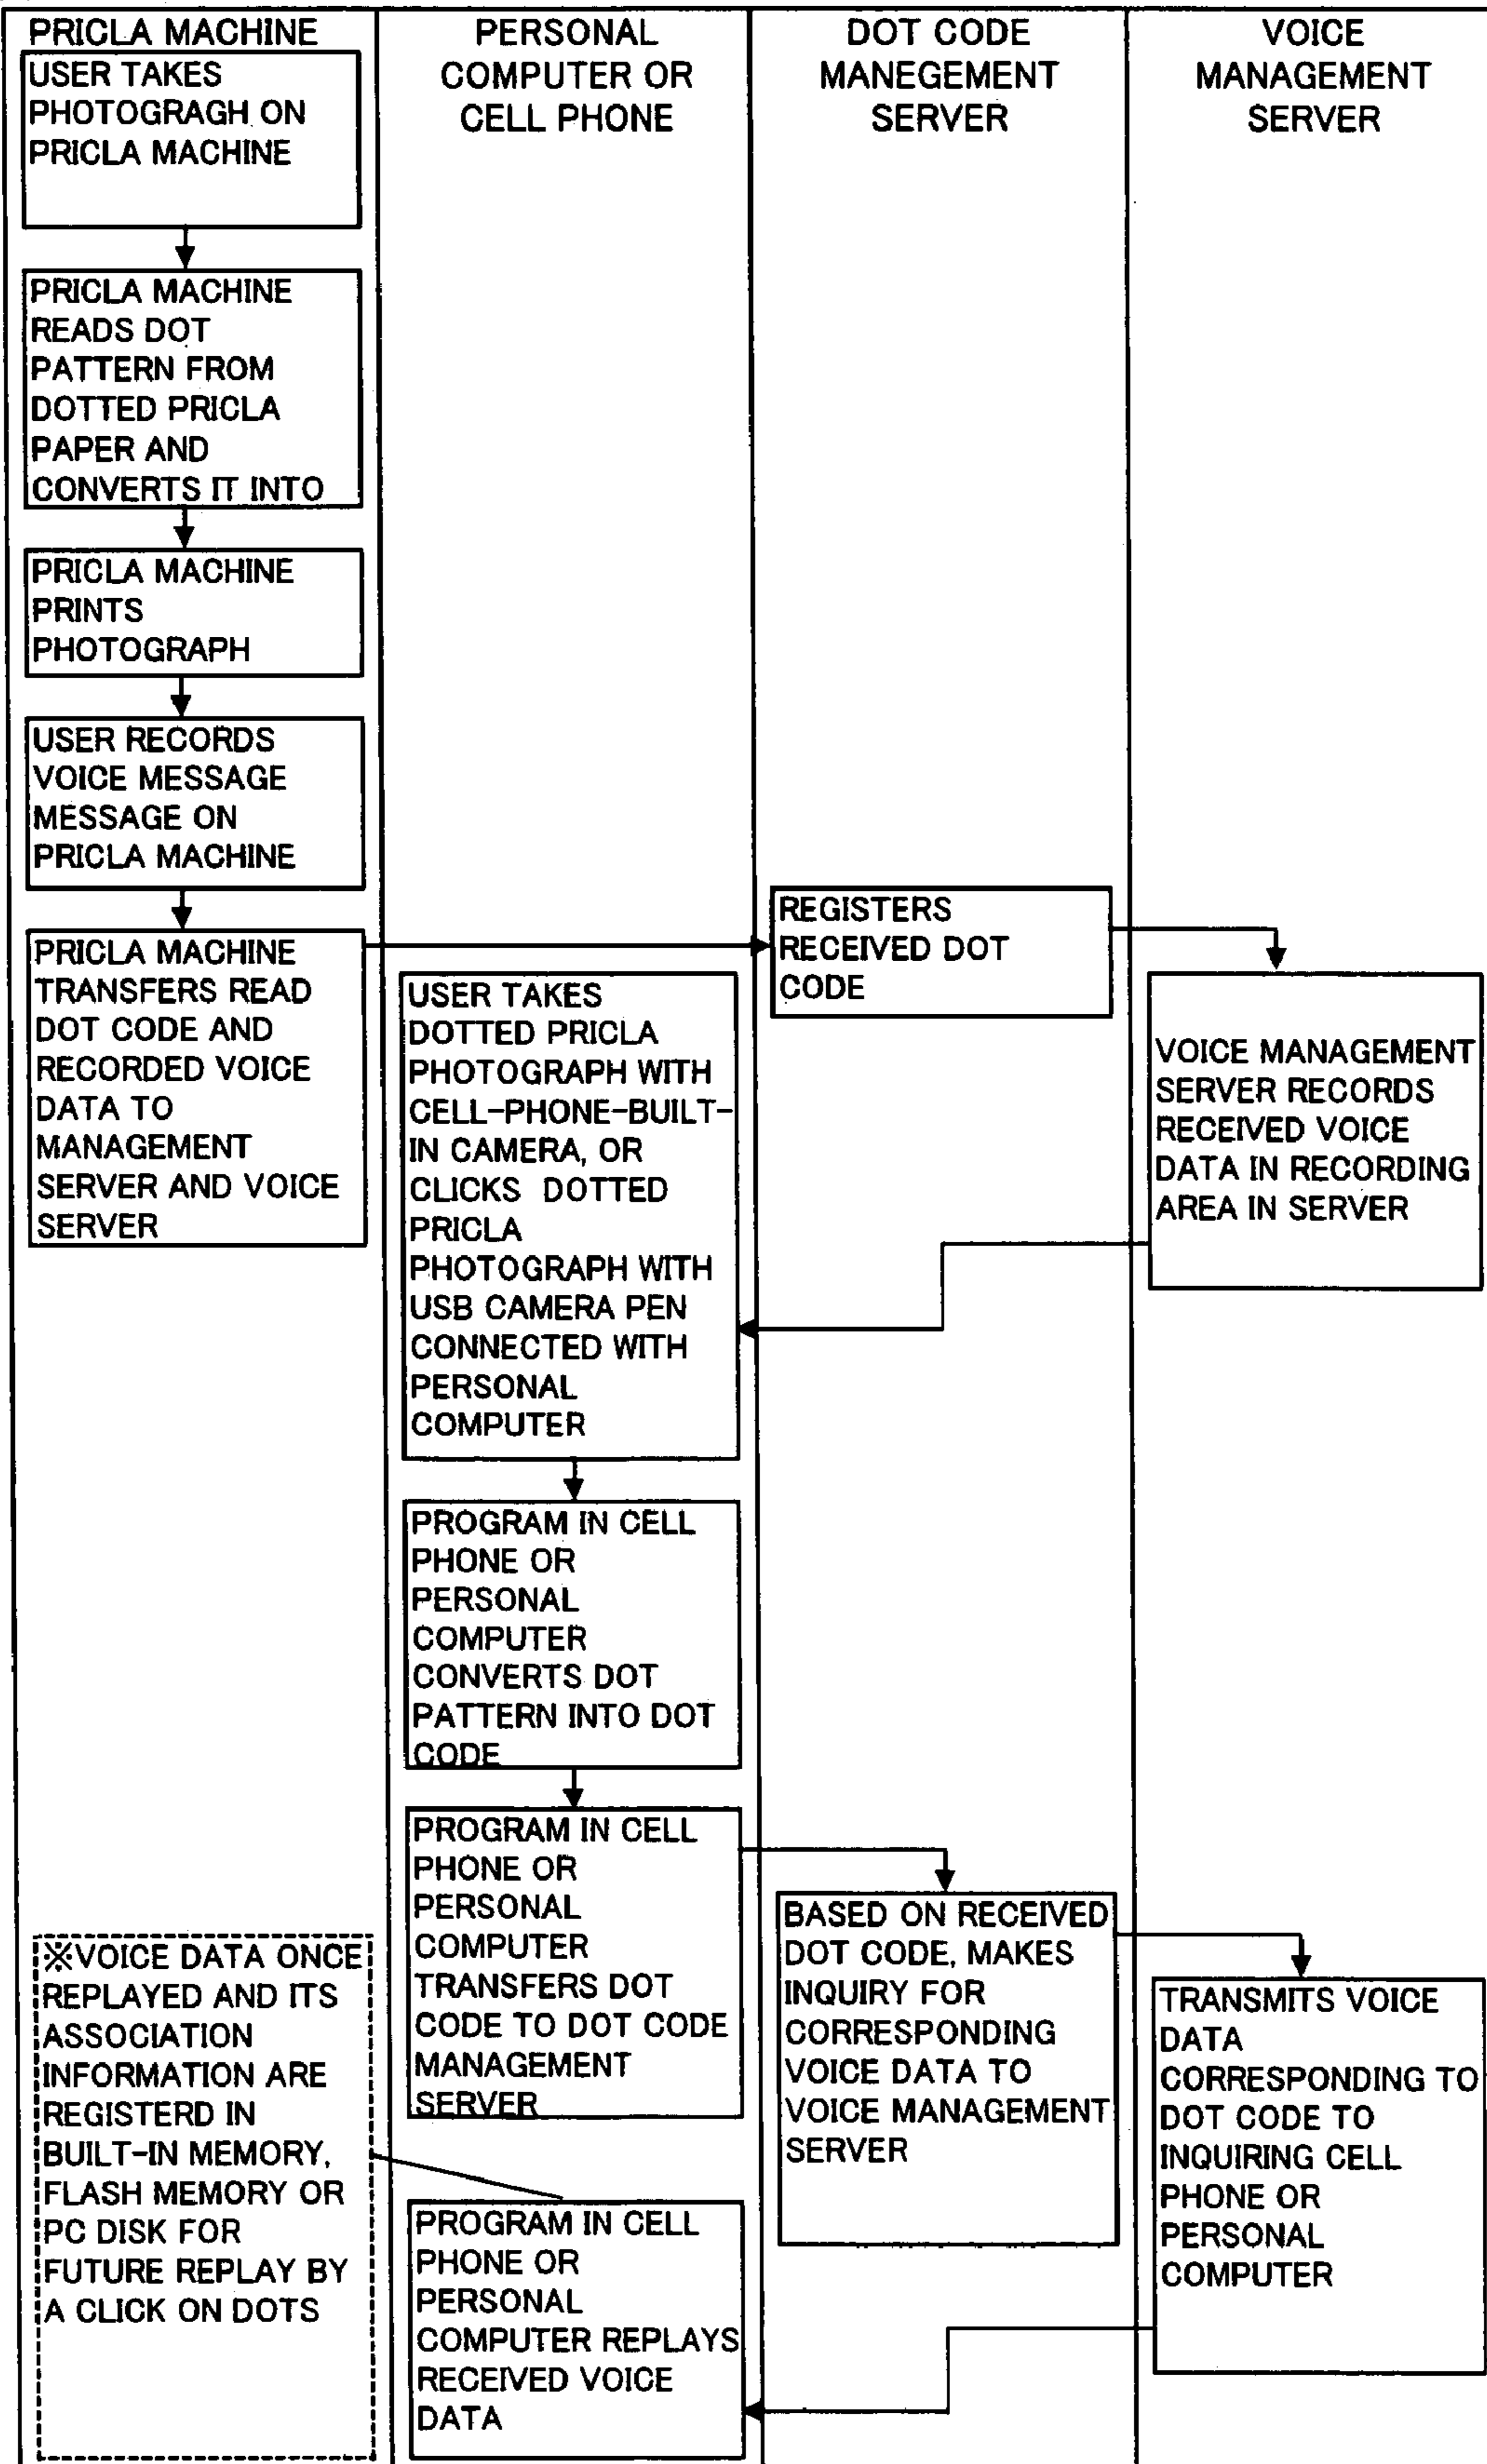 PRICLA MACHINE
USER TAKES
PHOTOGRAGH ON
PRICLA MACHINE
PRICLA MACHINE
READS DOT
PATTERN FROM
DOTTED PRICLA
PAPER AND
CONVERTS IT INTO
PRICLA MACHINE
PRINTS
PHOTOGRAPH
USER RECORDS
VOICE MESSAGE
MESSAGE ON
PRICLA MACHINE
PRICLA MACHINE
TRANSFERS READ
DOT CODE AND
RECORDED VOICE
DATA TO
MANAGEMENT
SERVER AND VOICE
SERVER
※VOICE DATA ONCE
REPLAYED AND ITS
ASSOCIATION
INFORMATION ARE
REGISTERD IN
BUILT-IN MEMORY,
FLASH MEMORY OR
PC DISK FOR
FUTURE REPLAY BY
A CLICK ON DOTS
PERSONAL
COMPUTER OR
CELL PHONE
USER TAKES
DOTTED PRICLA
PHOTOGRAPH WITH
CELL-PHONE-BUILT-
IN CAMERA, OR
CLICKS DOTTED
PRICLA
PHOTOGRAPH WITH
USB CAMERA PEN
CONNECTED WITH
PERSONAL
COMPUTER
PROGRAM IN CELL
PHONE OR
PERSONAL
COMPUTER
CONVERTS DOT
PATTERN INTO DOT
CODE
PROGRAM IN CELL
PHONE OR
PERSONAL
COMPUTER
TRANSFERS DOT
CODE TO DOT CODE
MANAGEMENT
SERVER
PROGRAM IN CELL
PHONE OR
PERSONAL
COMPUTER REPLAYS
RECEIVED VOICE
DATA
DOT CODE
MANEGEMENT
SERVER
REGISTERS
RECEIVED DOT
CODE
BASED ON RECEIVED
DOT CODE, MAKES
INQUIRY FOR
CORRESPONDING
VOICE DATA TO
VOICE MANAGEMENT
SERVER
VOICE
MANAGEMENT
SERVER
VOICE MANAGEMENT
SERVER RECORDS
RECEIVED VOICE
DATA IN RECORDING
AREA IN SERVER
TRANSMITS VOICE
DATA
CORRESPONDING TO
DOT CODE TO
INQUIRING CELL
PHONE OR
PERSONAL
COMPUTER